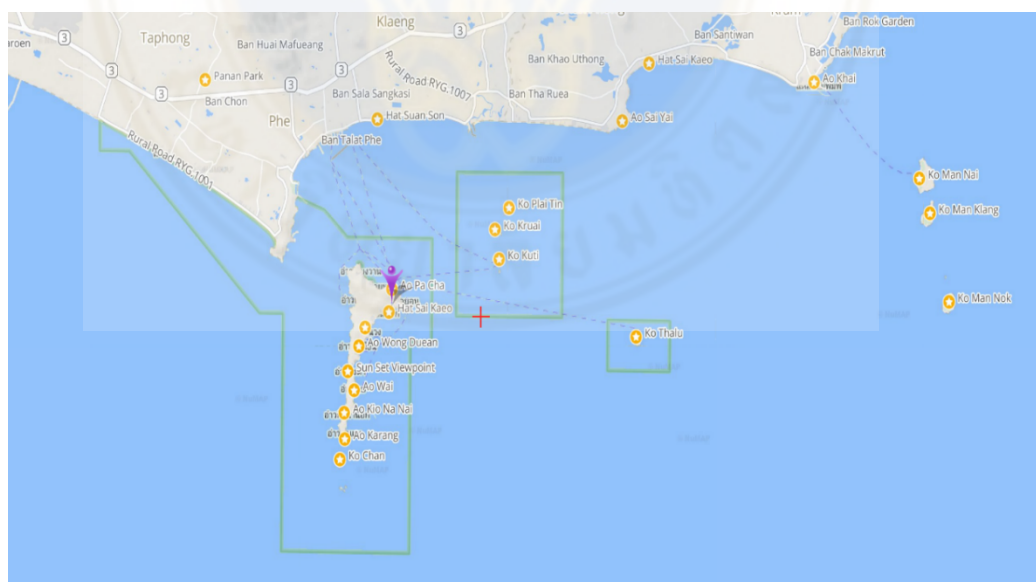 Klaeng
Ban Rok Garden
3
Taphong
Ban Huai Mafueang
3
Ban Santiwan
Ban Khao Uthong
Hat Sai Kaeo
Ban Chak Makrut
3
Panan Park
Rural Road RYG.1007
Ao Khai
3
Ban Chon
Ban Sala Sangkasi
Ban Tha Ruea
Phe
Hat Suan Son
Ao Sai Yai
Ban Talat Phe
Rural Road RYG.1001
Ko Man Nai
Ko Plai Tin
Ko Man Klang
Ko Kruai
Ko Kuti
Ao Pa Cha
Ko Man Nok
Hat Sai Kaeo
Ko Thalu
Ao Wong Duean
Sun Set Viewpoint
Ao Wai
Ao Kio Na Nai
Ao Karang
Ko Chan